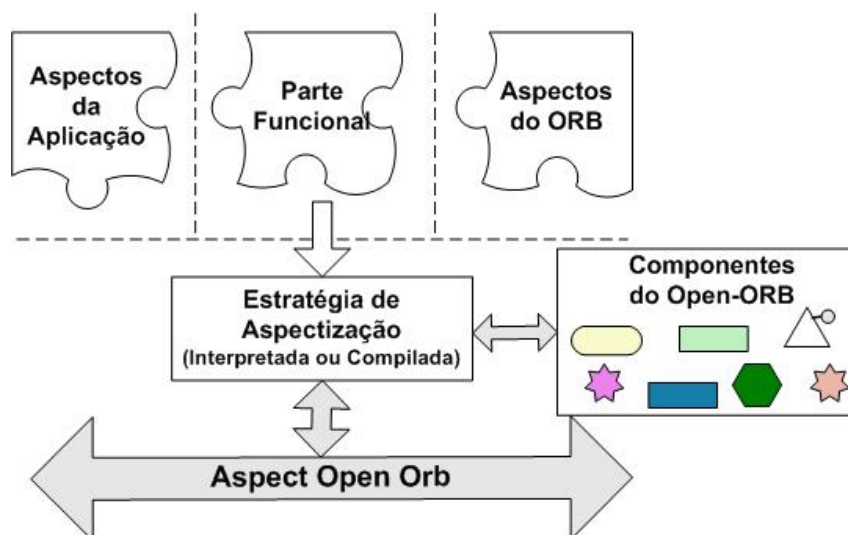 Aspectos
da
Aplicação
Parte
Funcional
Aspectos
do ORB
Estratégia de
Aspectização
(Interpretada ou Compilada)
Componentes
do Open-ORB
Aspect Open Orb